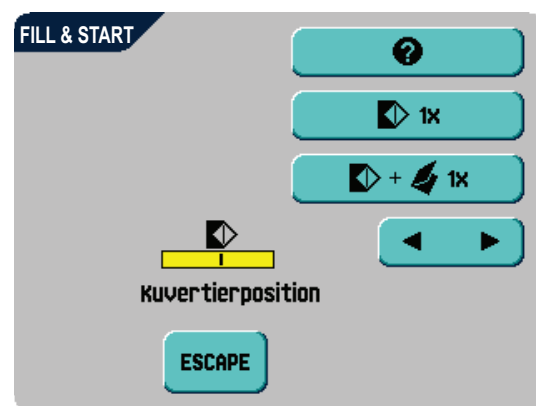 FILL & START
?
1x
+ 1x
Kuvertierposition
ESCAPE